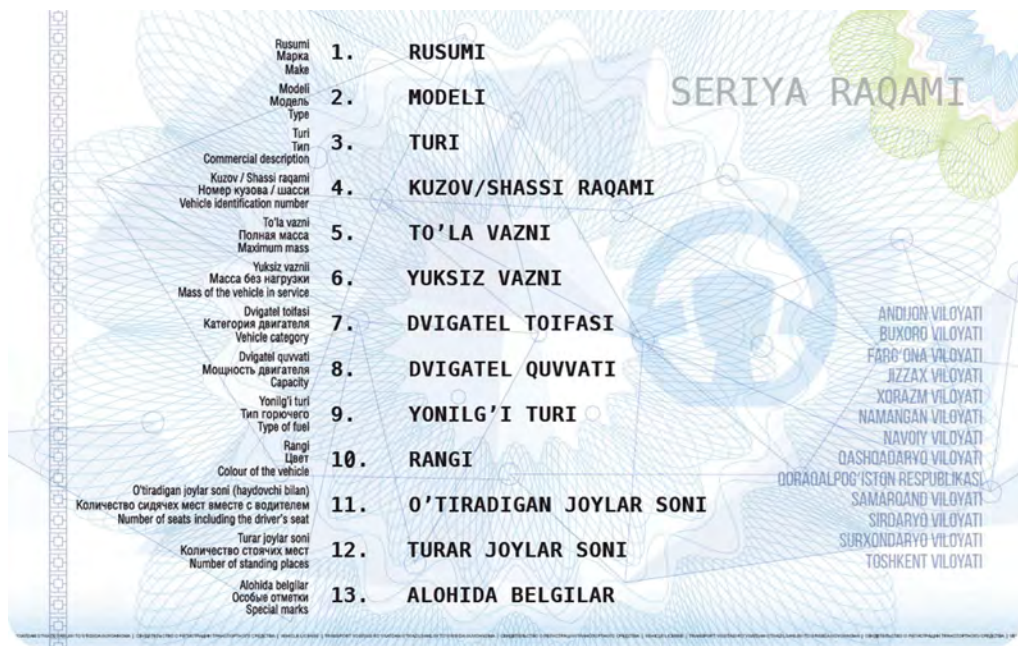 Rusumi
Марка
Make
1. RUSUMI
Modeli
Модель
Type
2. MODELI
SERIYA RAQAMI
Turi
Тип
Commercial description
3. TURI
Kuzov / Shassi raqami
Номер кузова / шасси
Vehicle identification number
4. KUZOV/SHASSI RAQAMI
To'la vazni
Полная масса
Maximum mass
5. TO’LA VAZNI
Yuksiz vaznii
Масса без нагрузки
Mass of the vehicle in service
6. YUKSIZ VAZNI
Dvigatel toifasi
Категория двигателя
Vehicle category
7. DVIGATEL TOIFASI
Dvigatel quvvati
Мощность двигателя
Capacity
8. DVIGATEL QUVVATI
Yonilg'i turi
Тип горючего
Type of fuel
9. YONILG’I TURI
Rangi
Цвет
Colour of the vehicle
10. RANGI
O'tiradigan joylar soni (haydovchi bilan)
Количество сидячех мест вместе с водителем
Number of seats including the driver's seat
11. O’TIRADIGAN JOYLAR SONI
Turar joylar soni
Количество стоячих мест
Number of standing places
12. TURAR JOYLAR SONI
Alohida belgilar
Особые отметки
Special marks
13. ALOHIDA BELGILAR
ANDIJON VILOYATI
BUXORO VILOYATI
FARG‘ONA VILOYATI
JIZZAX VILOYATI
XORAZM VILOYATI
NAMANGAN VILOYATI
NAVOIY VILOYATI
QASHQADARYO VILOYATI
QORAQALPOG‘ISTON RESPUBLIKASI
SAMARQAND VILOYATI
SIRDARYO VILOYATI
SURXONDARYO VILOYATI
TOSHKENT VILOYATI